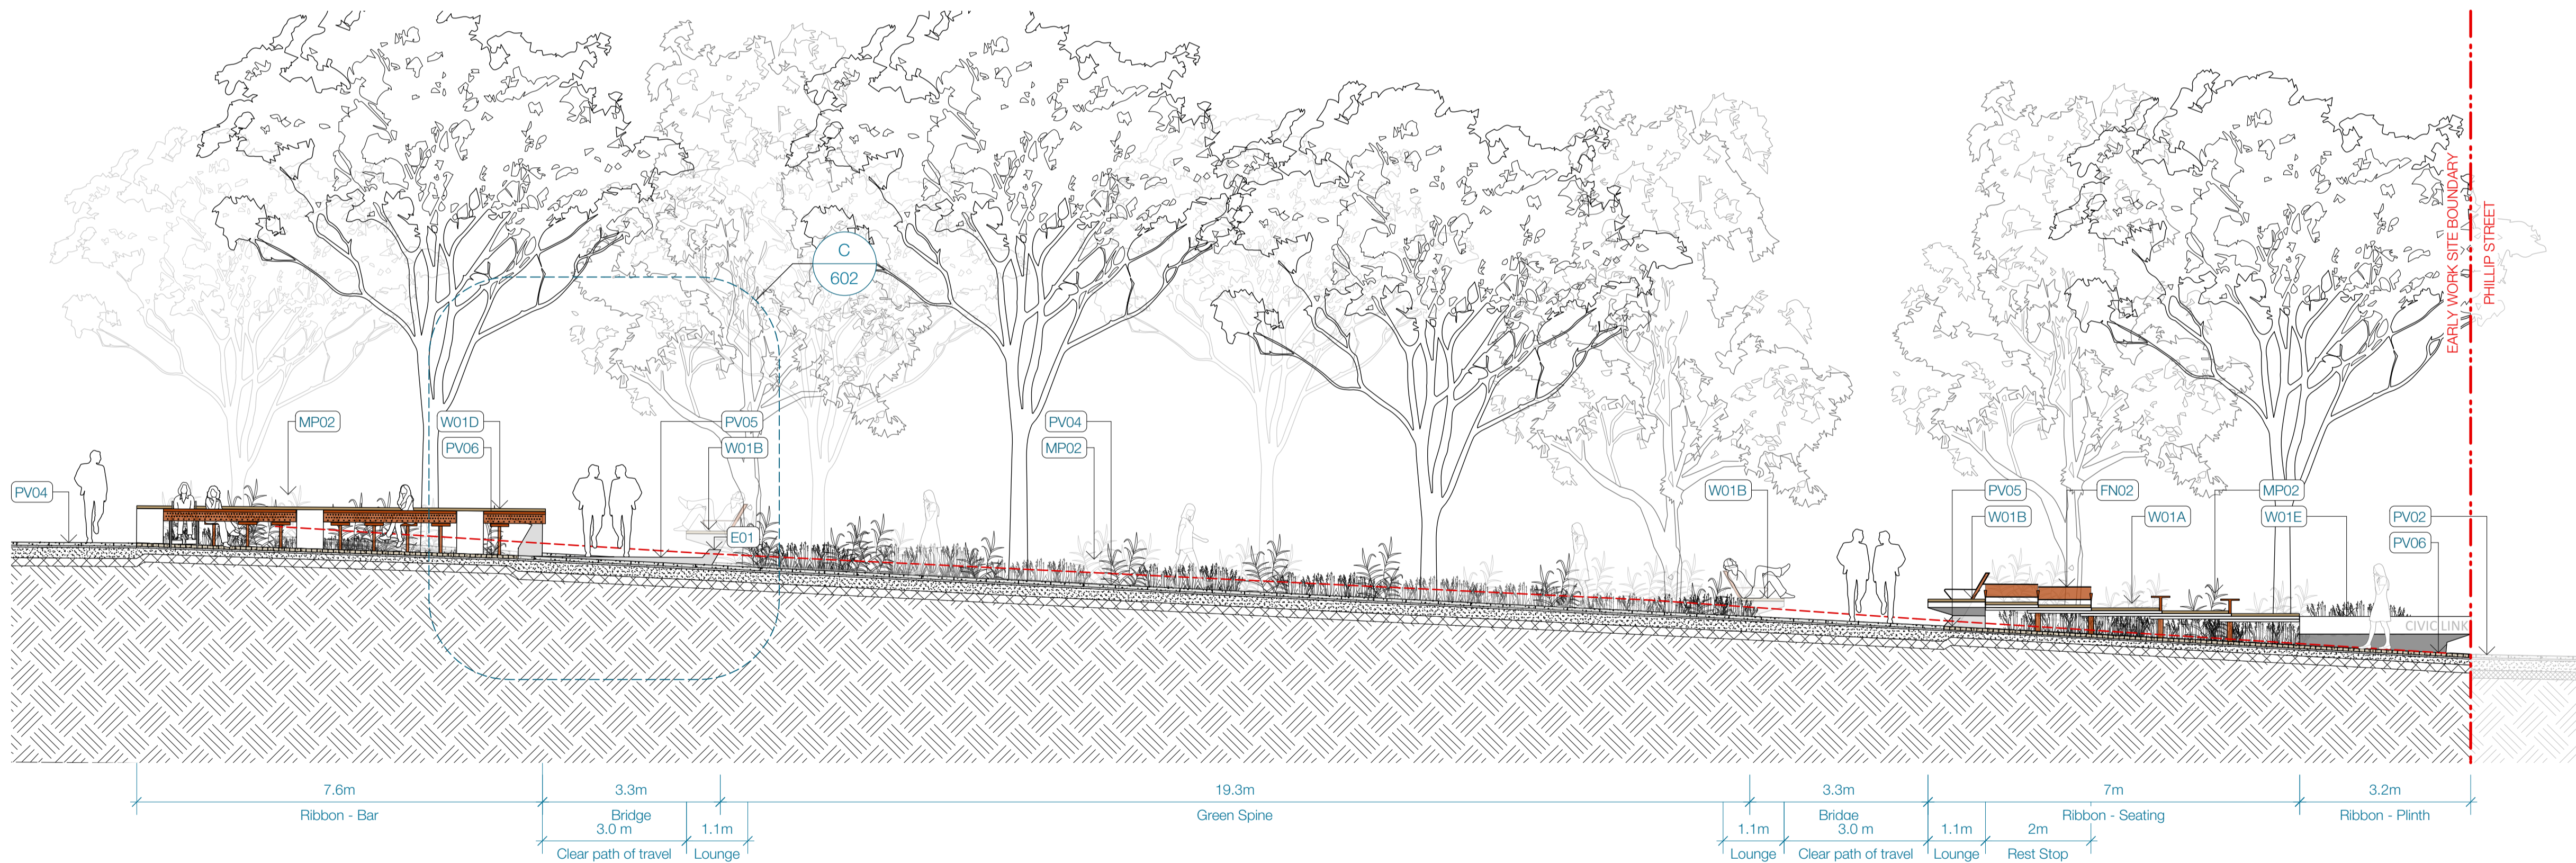 EARLY WORK SITE BOUNDARY
PHILLIP STREET
C
602
MP02
W01D
PV06
PV05
W01B
PV04
MP02
PV04
W01B
E01
PV05
W01B
FN02
W01A
MP02
W01E
PV02
PV06
CIVIC LINK
7.6m
3.3m
19.3m
3.3m
7m
3.2m
Ribbon - Bar
Bridge
Green Spine
Bridge
Ribbon - Seating
Ribbon - Plinth
3.0 m
1.1m
1.1m
3.0 m
1.1m
2m
Clear path of travel
Lounge
Lounge
Clear path of travel
Lounge
Rest Stop